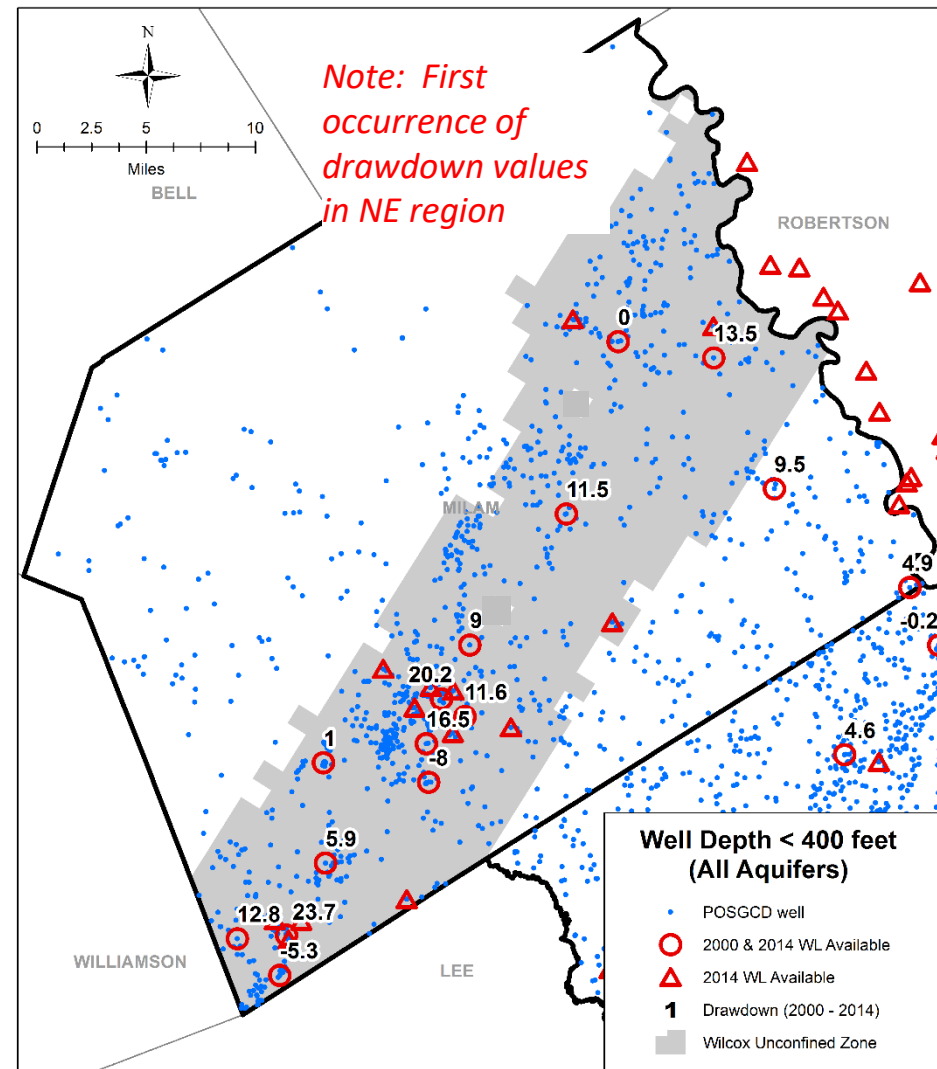 N
0 2.5 5 10
Miles
Note: First
occurrence of
drawdown values
in NE region
BELL
ROBERTSON
0
13.5
9.5
11.5
MILAM
4.9
-0.2
9
20.2
11.6
16.5
-8
1
4.6
5.9
12.8
23.7
-5.3
WILLIAMSON
LEE
Well Depth < 400 feet
(All Aquifers)
POSGCD well
2000 & 2014 WL Available
2014 WL Available
1 Drawdown (2000 - 2014)
Wilcox Unconfined Zone